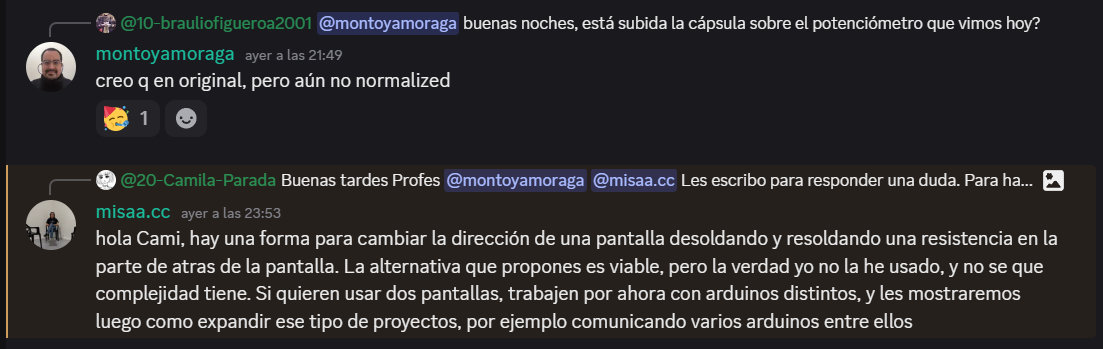 @10-brauliofigueroa2001 @montoyamoraga buenas noches, está subida la cápsula sobre el potenciómetro que vimos hoy?
montoyamoraga ayer a las 21:49
creo q en original, pero aún no normalized
1
@20-Camila-Parada Buenas tardes Profes @montoyamoraga @misaa.cc Les escribo para responder una duda. Para ha...
misaa.cc ayer a las 23:53
hola Cami, hay una forma para cambiar la dirección de una pantalla desoldando y resoldando una resistencia en la
parte de atras de la pantalla. La alternativa que propones es viable, pero la verdad yo no la he usado, y no se que
complejidad tiene. Si quieren usar dos pantallas, trabajen por ahora con arduinos distintos, y les mostraremos
luego como expandir ese tipo de proyectos, por ejemplo comunicando varios arduinos entre ellos